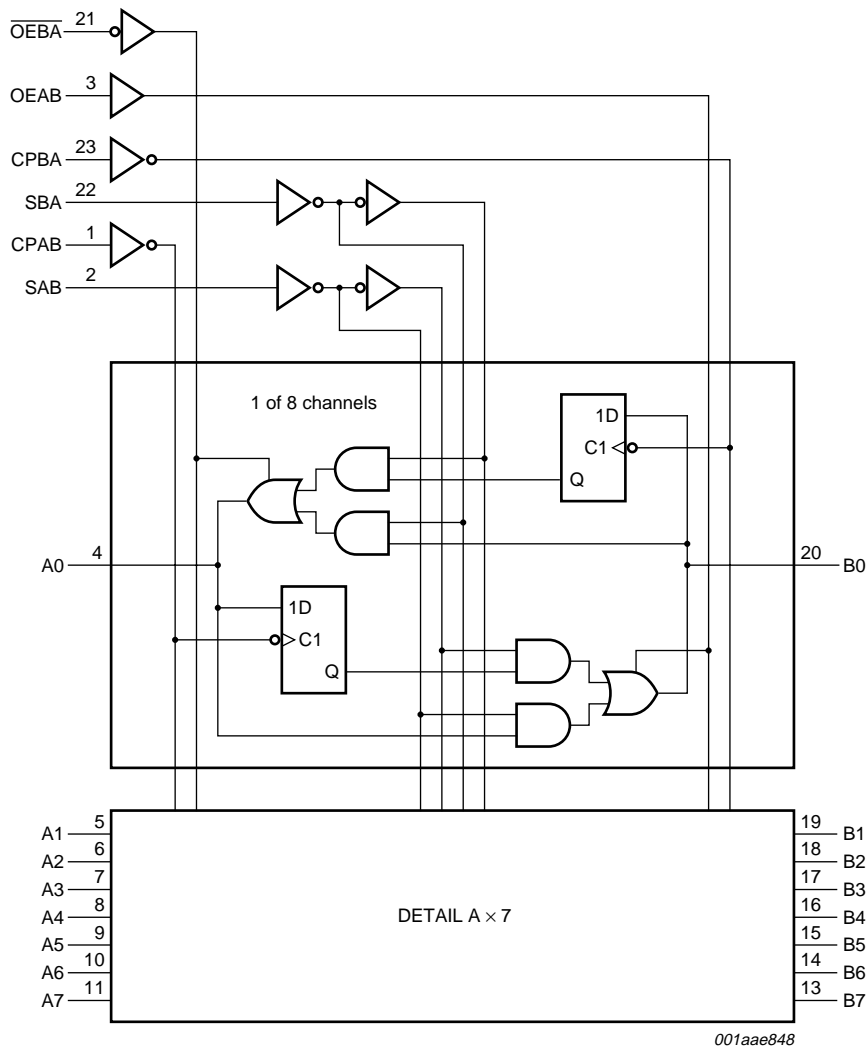 OEBA 21
OEAB 3
CPBA 23
SBA 22
CPAB 1
SAB 2
1 of 8 channels
1D
C1
Q
A0 4
20 B0
1D
C1
Q
A1 5
A2 6
A3 7
A4 8
A5 9
A6 10
A7 11
DETAIL A × 7
19 B1
18 B2
17 B3
16 B4
15 B5
14 B6
13 B7
001aae848